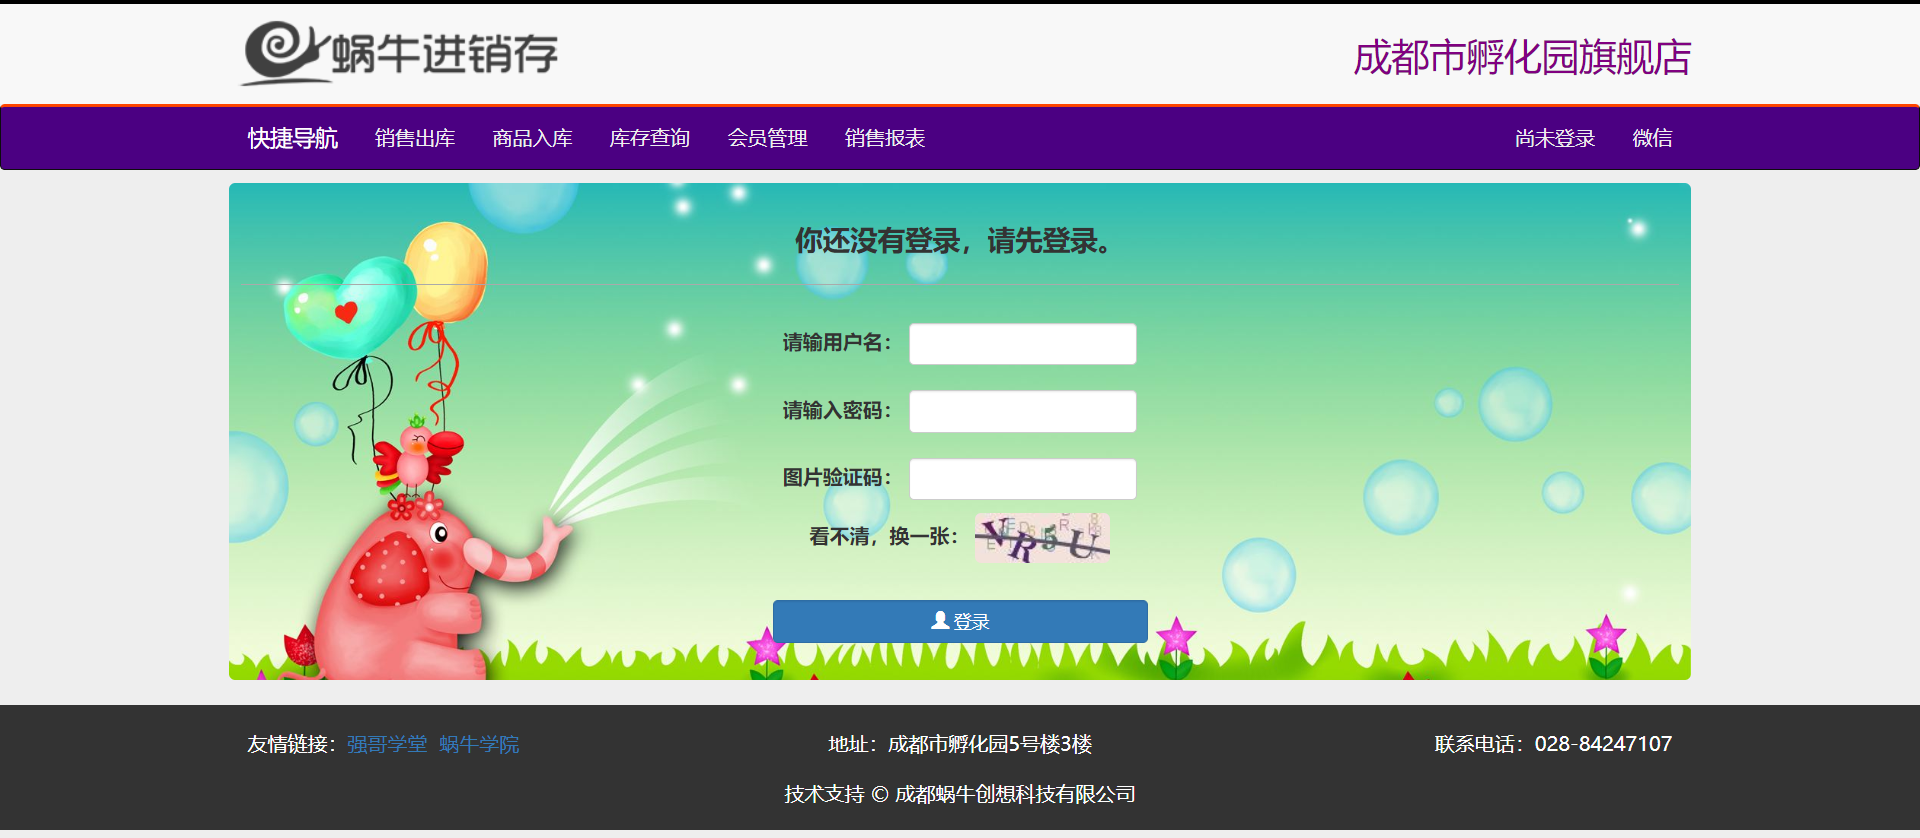 蜗牛进销存
成都市孵化园旗舰店
快捷导航 销售出库 商品入库 库存查询 会员管理 销售报表 尚未登录 微信
你还没有登录，请先登录。
请输用户名：
请输入密码：
图片验证码：
看不清，换一张： VR5U
登录
友情链接：强哥学堂 蜗牛学院 地址：成都市孵化园5号楼3楼 联系电话：028-84247107
技术支持 © 成都蜗牛创想科技有限公司